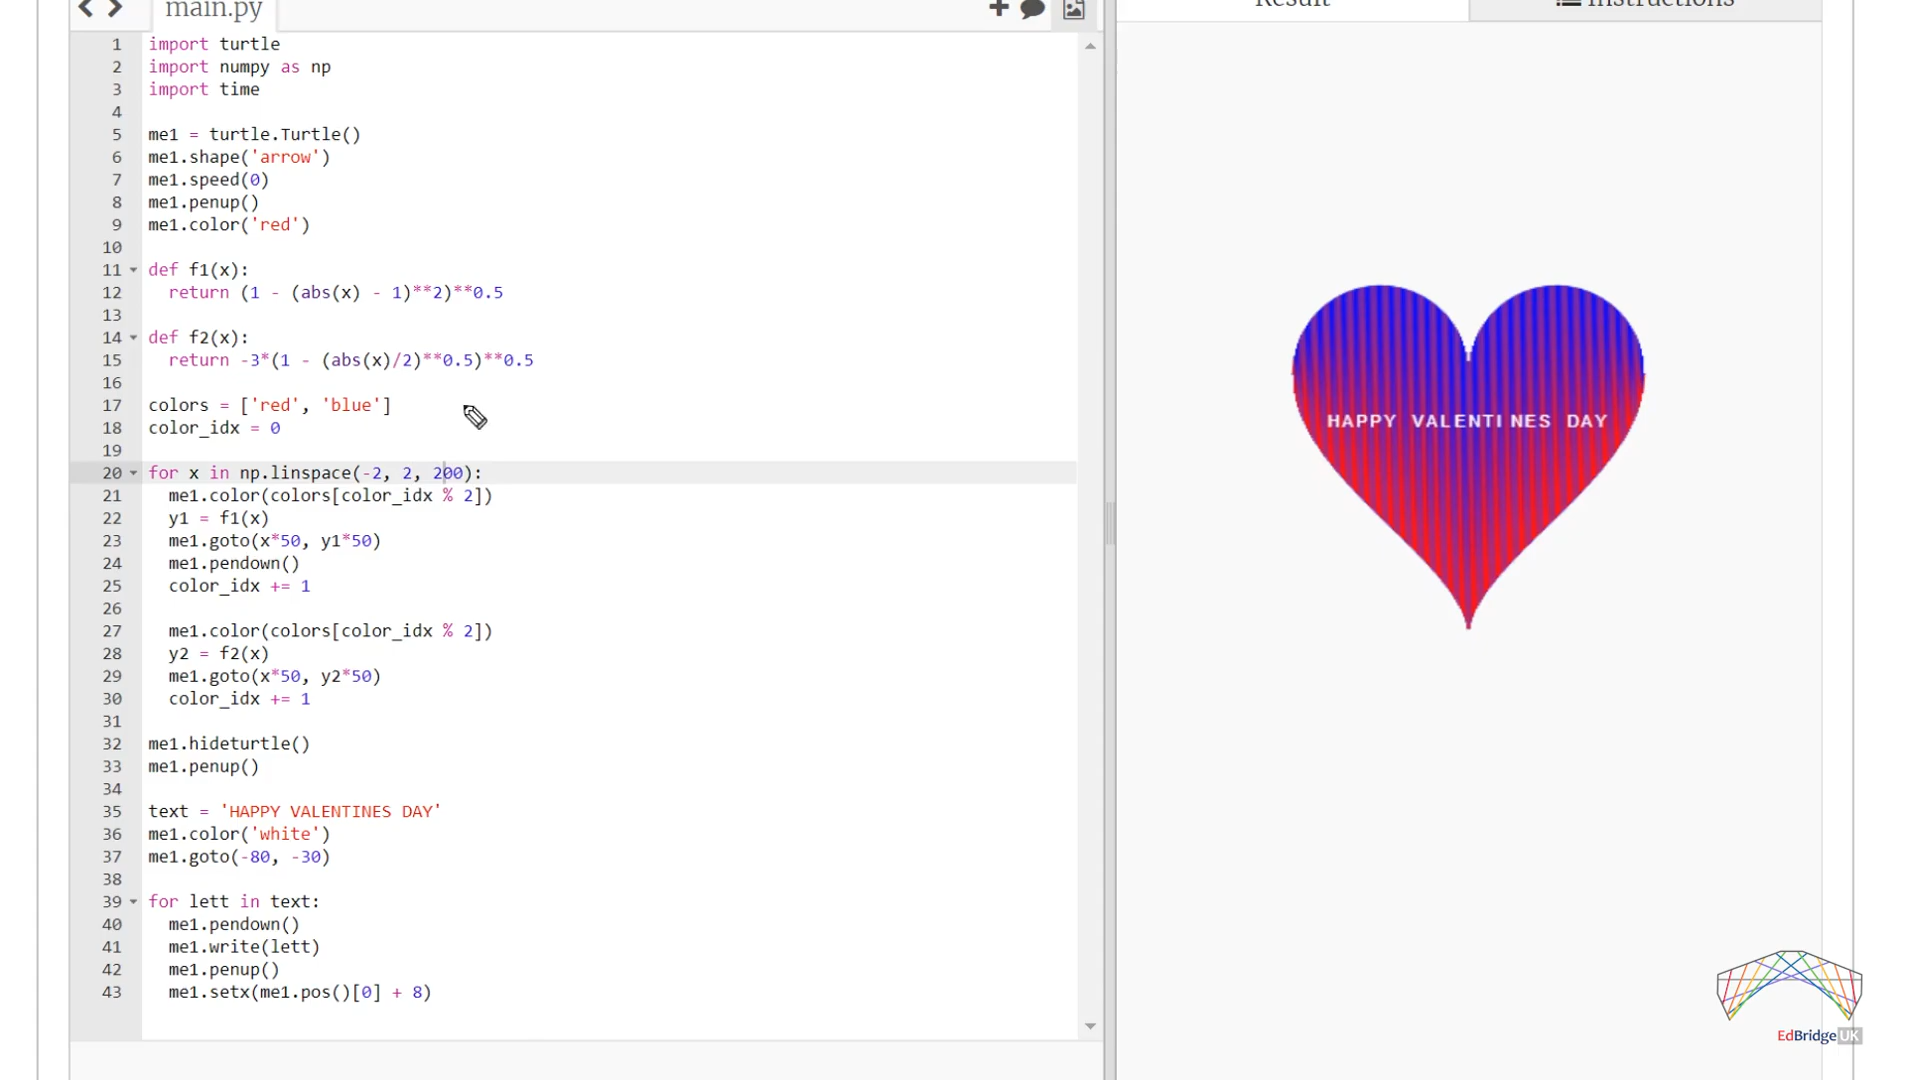 main.py
Result
Instructions
1 import turtle
2 import numpy as np
3 import time
4
5 me1 = turtle.Turtle()
6 me1.shape('arrow')
7 me1.speed(0)
8 me1.penup()
9 me1.color('red')
10
11 def f1(x):
12   return (1 - (abs(x) - 1)**2)**0.5
13
14 def f2(x):
15   return -3*(1 - (abs(x)/2)**0.5)**0.5
16
17 colors = ['red', 'blue']
18 color_idx = 0
19
20 for x in np.linspace(-2, 2, 200):
21   me1.color(colors[color_idx % 2])
22   y1 = f1(x)
23   me1.goto(x*50, y1*50)
24   me1.pendown()
25   color_idx += 1
26
27   me1.color(colors[color_idx % 2])
28   y2 = f2(x)
29   me1.goto(x*50, y2*50)
30   color_idx += 1
31
32 me1.hideturtle()
33 me1.penup()
34
35 text = 'HAPPY VALENTINES DAY'
36 me1.color('white')
37 me1.goto(-80, -30)
38
39 for lett in text:
40   me1.pendown()
41   me1.write(lett)
42   me1.penup()
43   me1.setx(me1.pos()[0] + 8)
HAPPY VALENTINES DAY
EdBridge UK